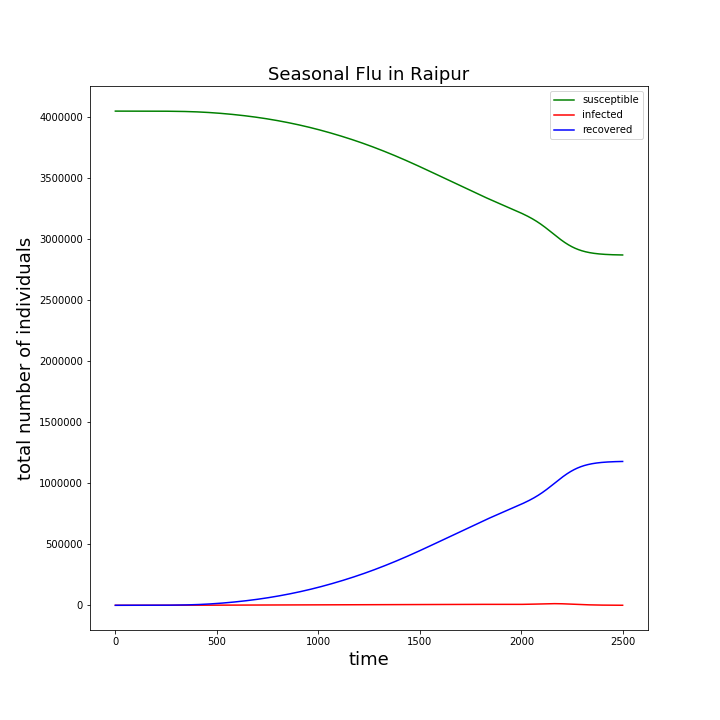 Seasonal Flu in Raipur
susceptible
infected
recovered
total number of individuals
4000000
3500000
3000000
2500000
2000000
1500000
1000000
500000
0
0 500 1000 1500 2000 2500
time